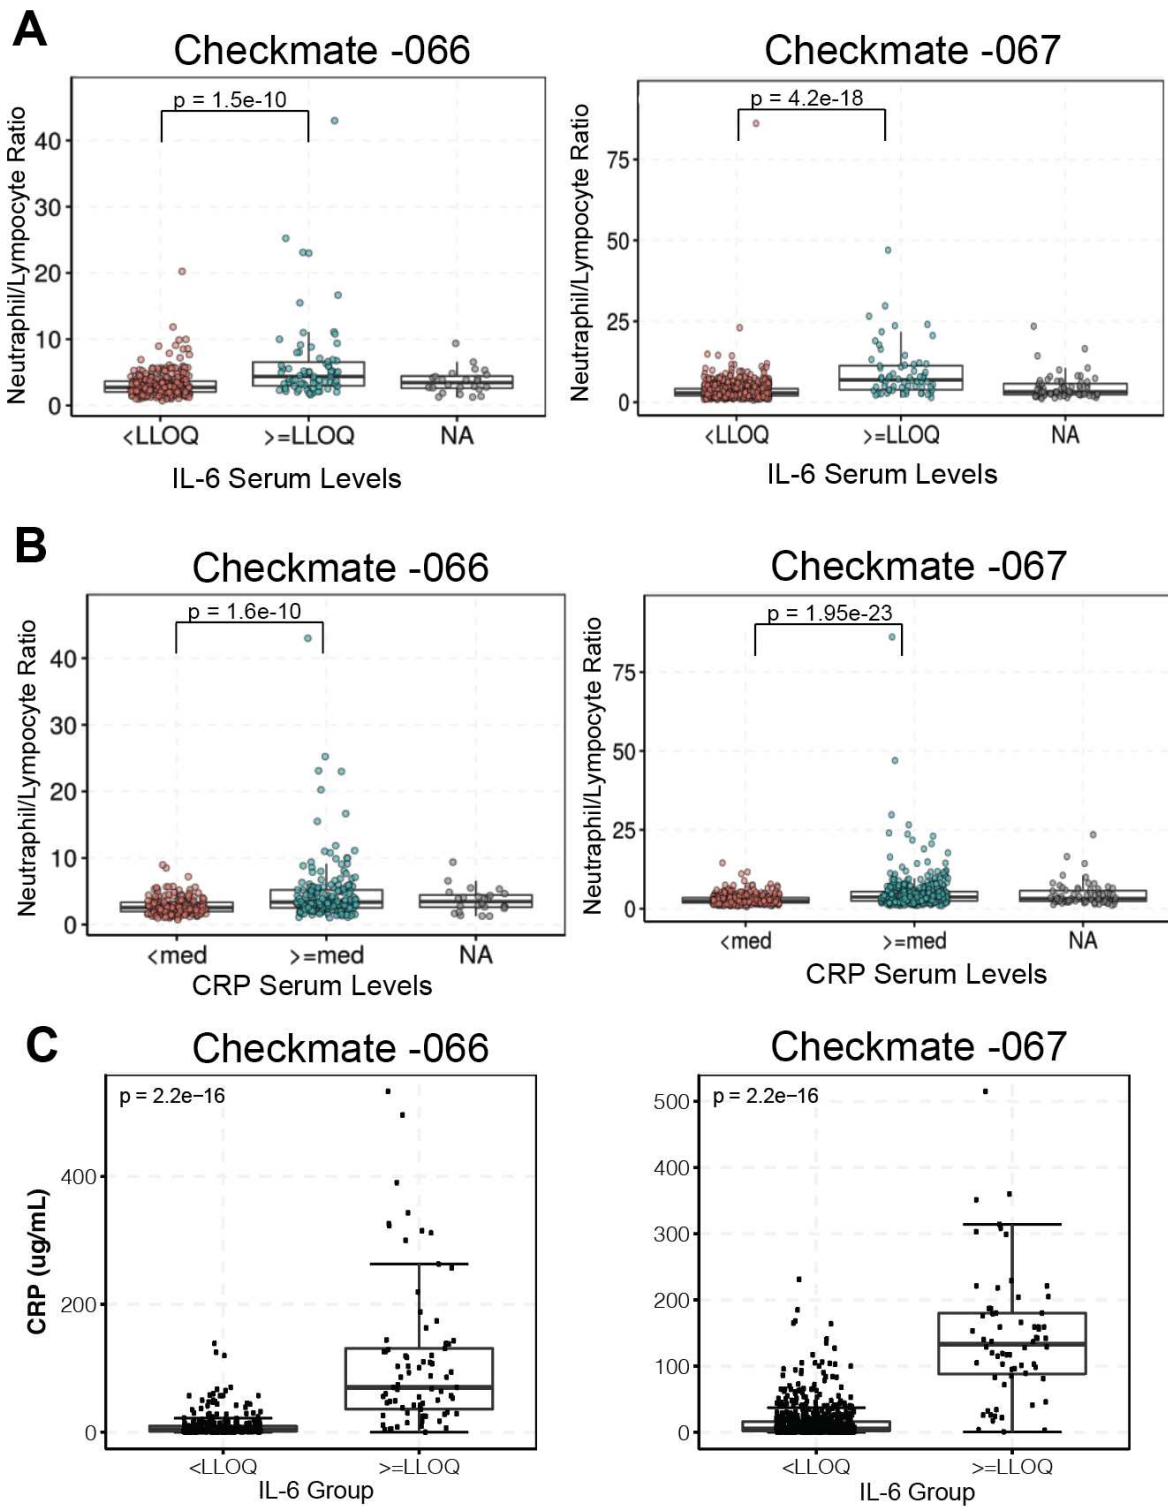 A
Checkmate -066
Checkmate -067
p = 1.5e-10
p = 4.2e-18
Neutraphil/Lympocyte Ratio
40
30
20
10
0
<LLOQ
>=LLOQ
NA
IL-6 Serum Levels
Neutraphil/Lympocyte Ratio
75
50
25
0
<LLOQ
>=LLOQ
NA
IL-6 Serum Levels
B
Checkmate -066
Checkmate -067
p = 1.6e-10
p = 1.95e-23
Neutraphil/Lympocyte Ratio
40
30
20
10
0
<med
>=med
NA
CRP Serum Levels
Neutraphil/Lympocyte Ratio
75
50
25
0
<med
>=med
NA
CRP Serum Levels
C
Checkmate -066
Checkmate -067
p = 2.2e−16
p = 2.2e−16
CRP (ug/mL)
400
200
0
<LLOQ
>=LLOQ
IL-6 Group
500
400
300
200
100
0
<LLOQ
>=LLOQ
IL-6 Group